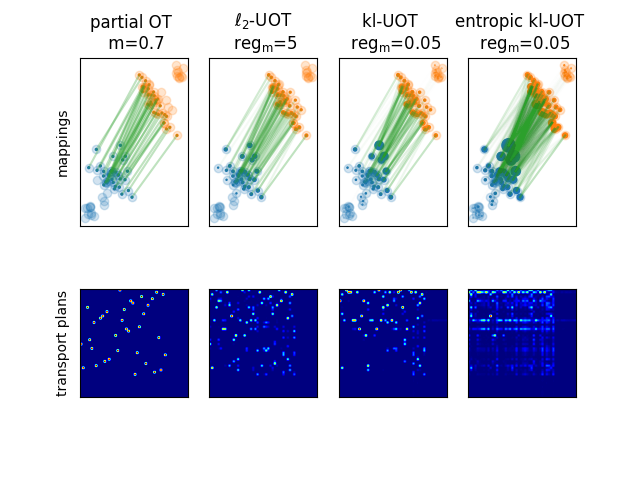 partial OT
m=0.7
ℓ₂-UOT
regₘ=5
kl-UOT
regₘ=0.05
entropic kl-UOT
regₘ=0.05
mappings
transport plans